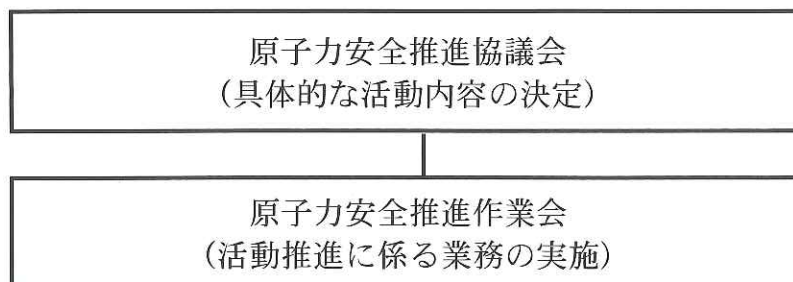 原子力安全推進協議会
(具体的な活動内容の決定)
原子力安全推進作業会
(活動推進に係る業務の実施)